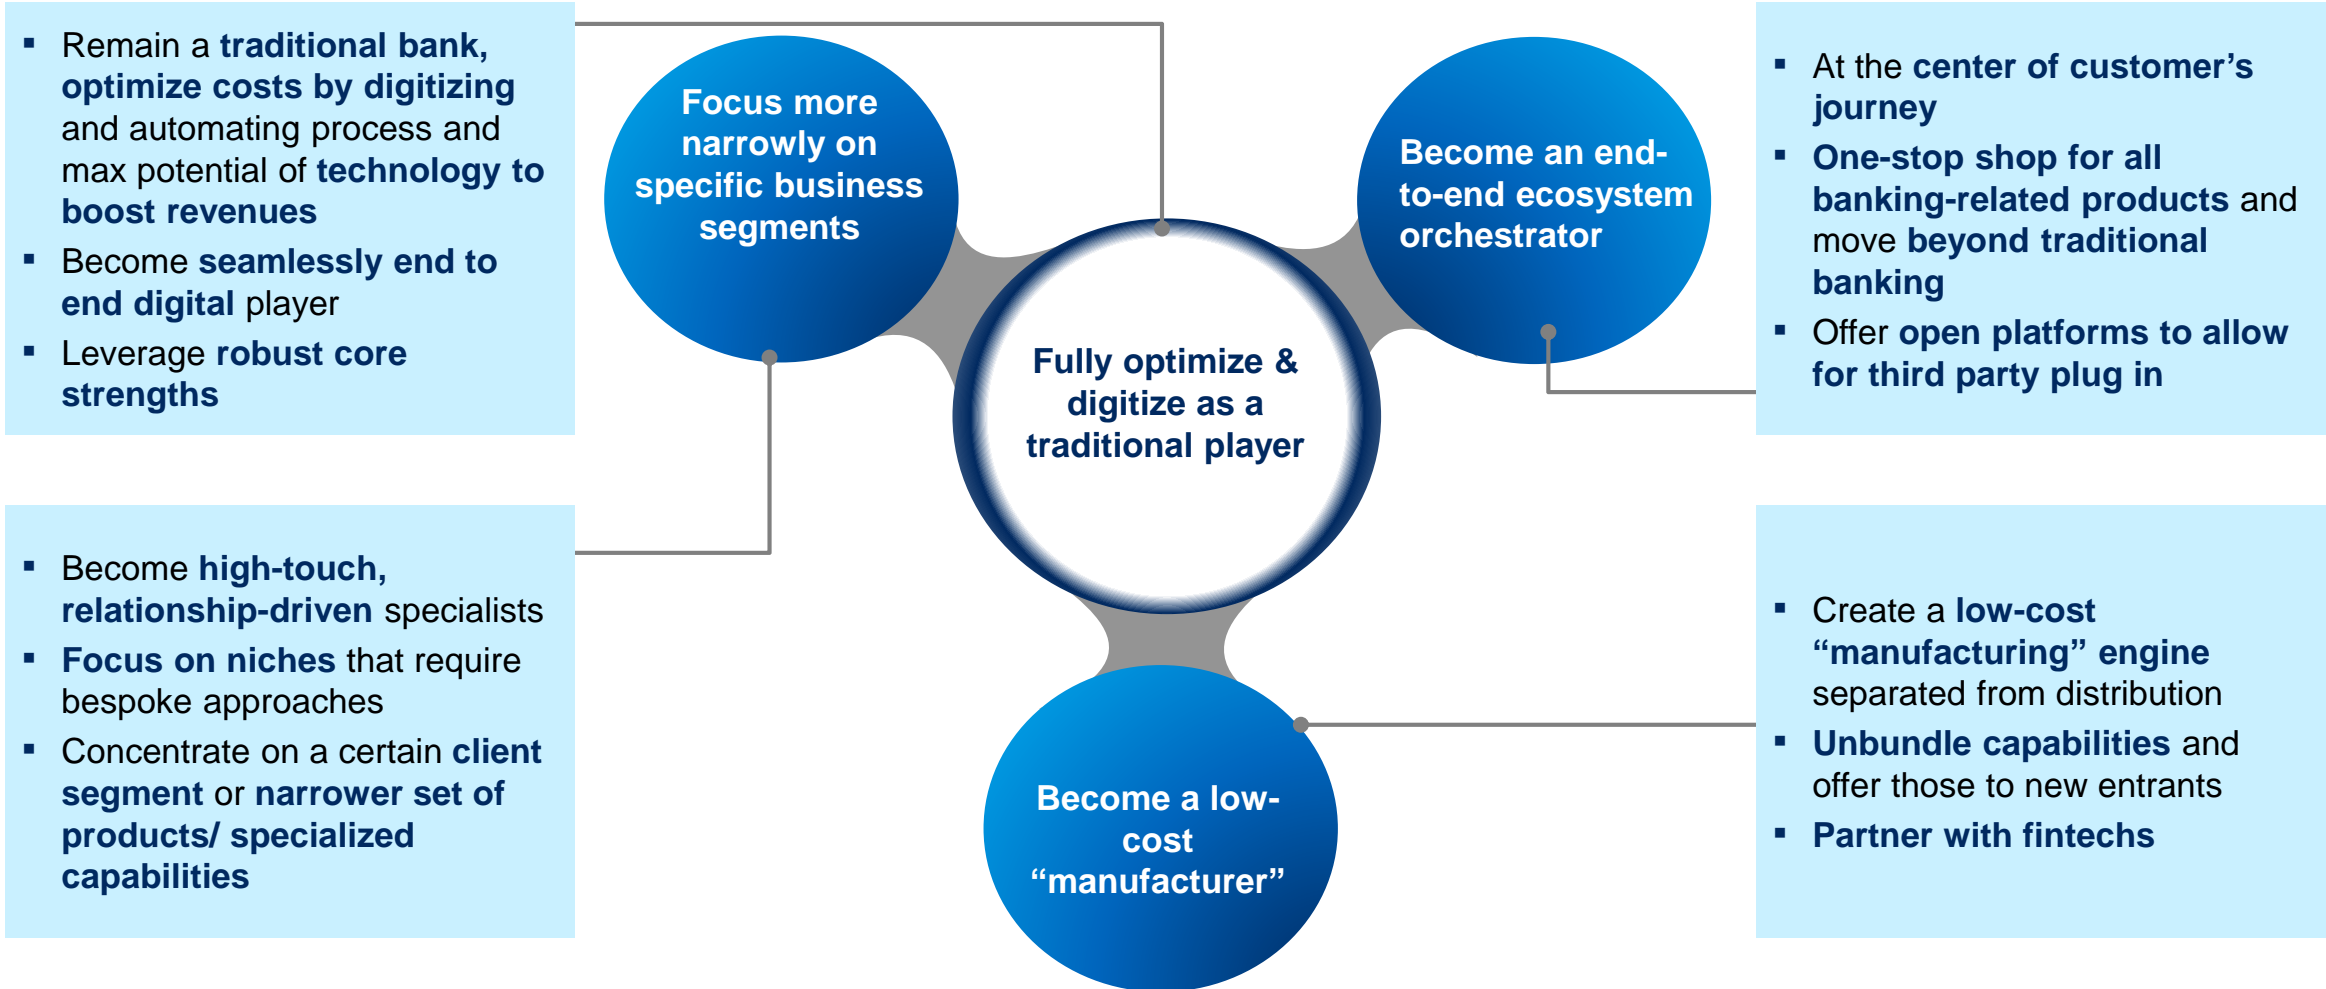 ▪ Remain a traditional bank,
optimize costs by digitizing
and automating process and
max potential of technology to
boost revenues
▪ Become seamlessly end to
end digital player
▪ Leverage robust core
strengths
Focus more
narrowly on
specific business
segments
Become an end-
to-end ecosystem
orchestrator
▪ At the center of customer’s
journey
▪ One-stop shop for all
banking-related products and
move beyond traditional
banking
▪ Offer open platforms to allow
for third party plug in
Fully optimize &
digitize as a
traditional player
▪ Become high-touch,
relationship-driven specialists
▪ Focus on niches that require
bespoke approaches
▪ Concentrate on a certain client
segment or narrower set of
products/ specialized
capabilities
Become a low-
cost
“manufacturer”
▪ Create a low-cost
“manufacturing” engine
separated from distribution
▪ Unbundle capabilities and
offer those to new entrants
▪ Partner with fintechs